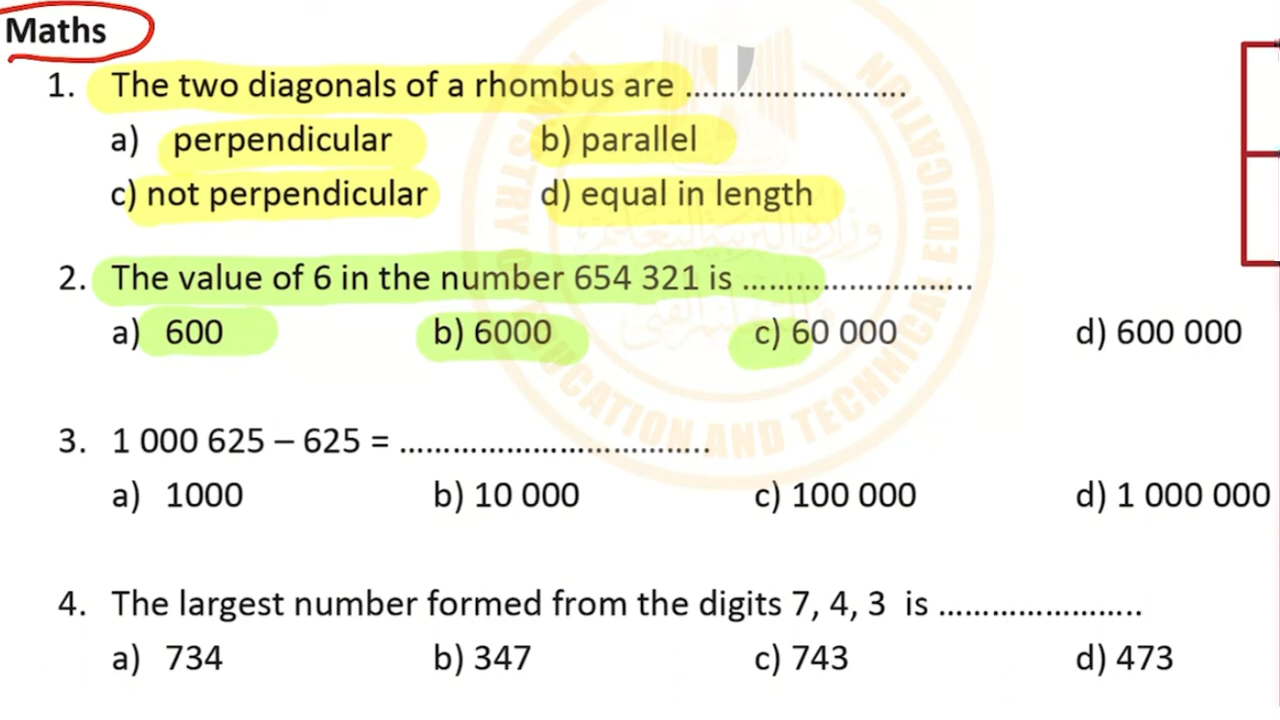 Maths
1. The two diagonals of a rhombus are ........................
a) perpendicular b) parallel
c) not perpendicular d) equal in length
2. The value of 6 in the number 654 321 is ..........................
a) 600 b) 6000 c) 60 000 d) 600 000
3. 1 000 625 – 625 = ...................................
a) 1000 b) 10 000 c) 100 000 d) 1 000 000
4. The largest number formed from the digits 7, 4, 3 is .......................
a) 734 b) 347 c) 743 d) 473